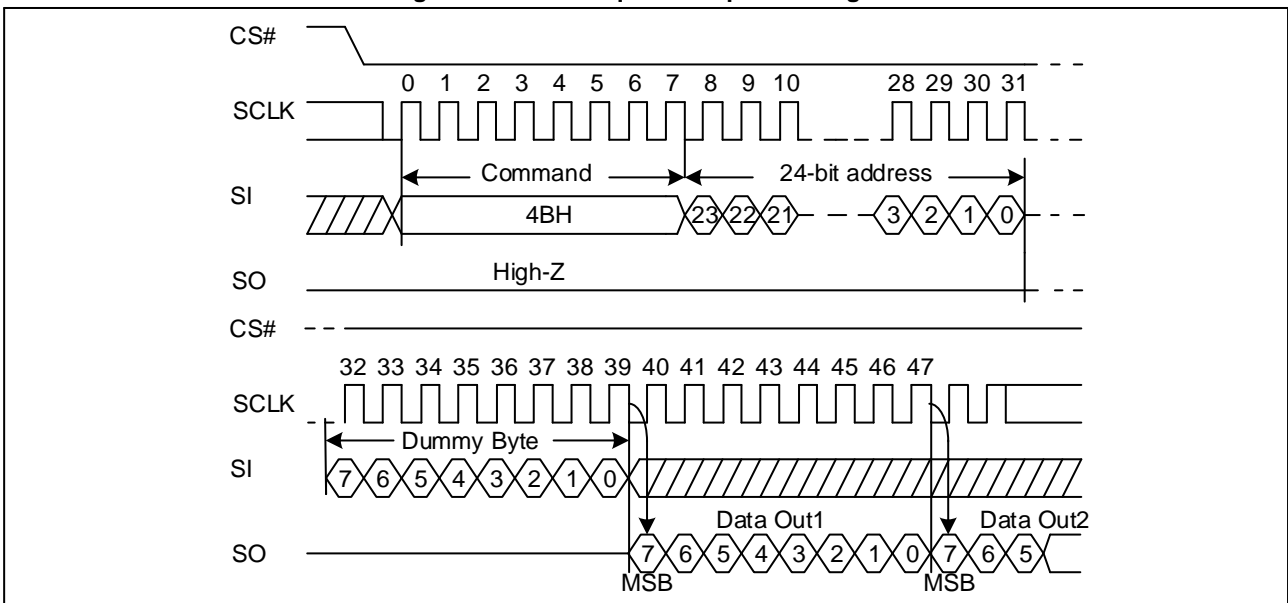 CS#
0 1 2 3 4 5 6 7 8 9 10 28 29 30 31
SCLK
Command 24-bit address
SI
4BH 23 22 21 3 2 1 0
High-Z
SO
CS#
32 33 34 35 36 37 38 39 40 41 42 43 44 45 46 47
SCLK
Dummy Byte
SI
7 6 5 4 3 2 1 0
Data Out1 Data Out2
SO
7 6 5 4 3 2 1 0 7 6 5
MSB MSB